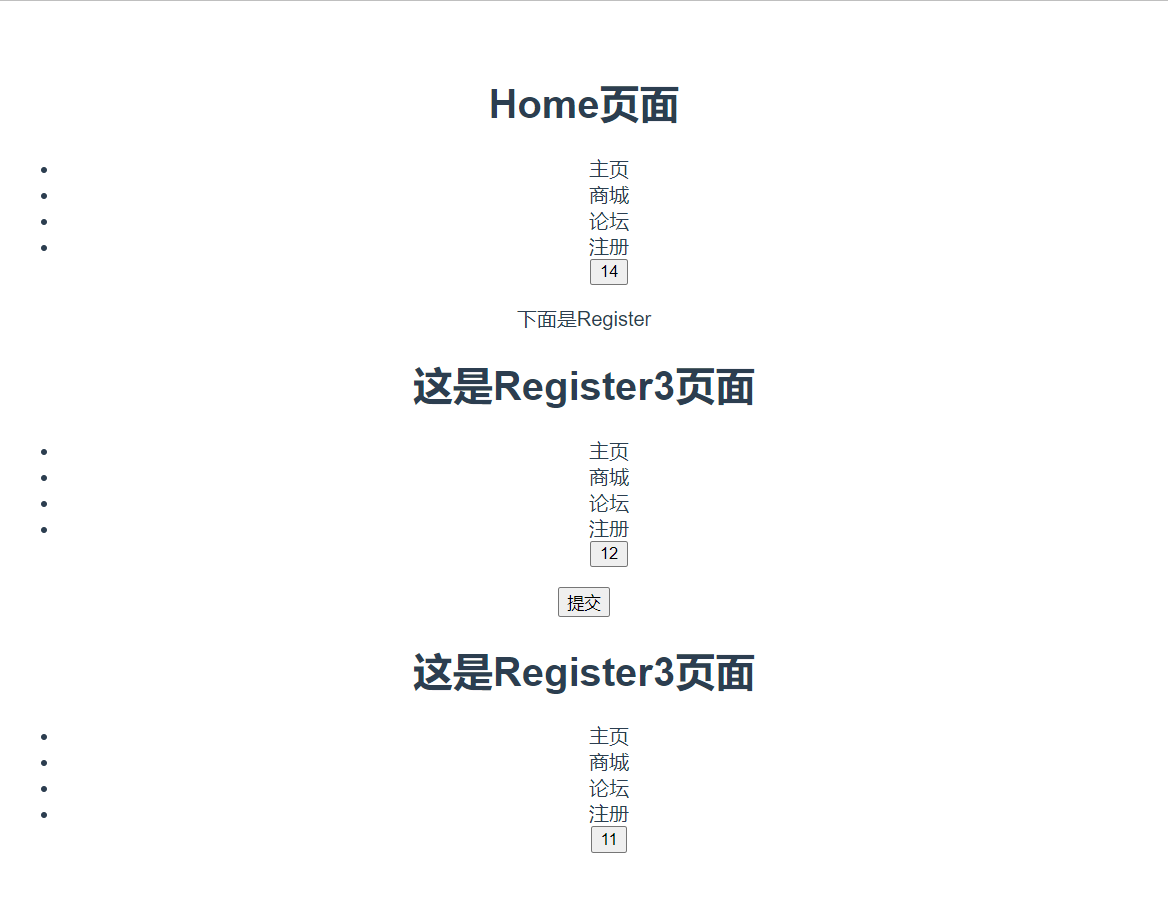 Home页面
主页
商城
论坛
注册
14
下面是Register
这是Register3页面
主页
商城
论坛
注册
12
提交
这是Register3页面
主页
商城
论坛
注册
11